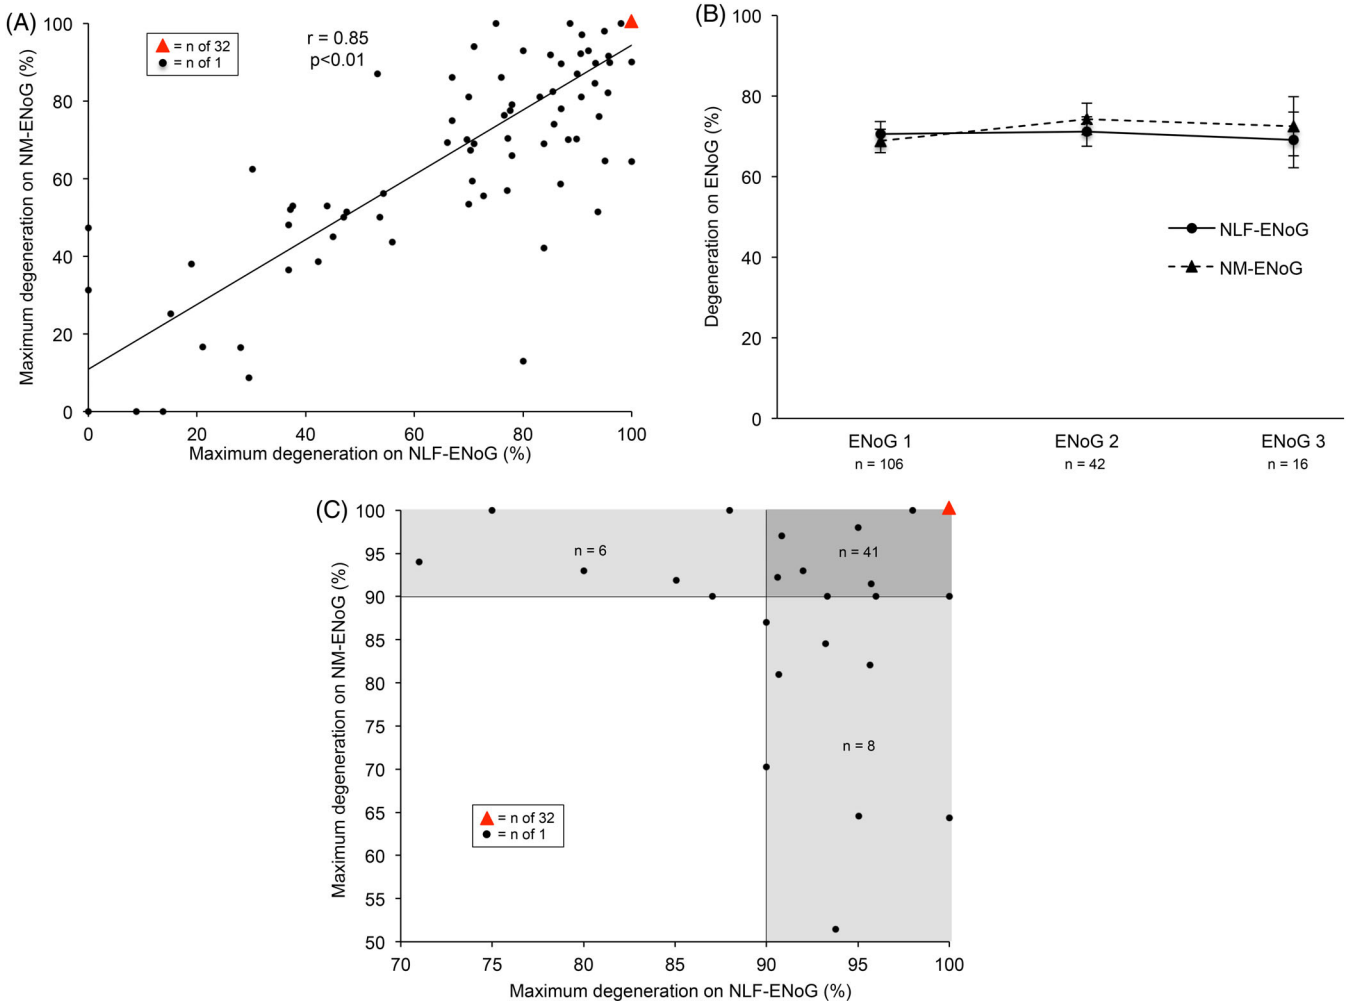 (A)
Maximum degeneration on NM-ENoG (%)
100
80
60
40
20
0
= n of 32
= n of 1
r = 0.85
p<0.01
0 20 40 60 80 100
Maximum degeneration on NLF-ENoG (%)
(B)
Degeneration on ENoG (%)
100
80
60
40
20
0
NLF-ENoG
NM-ENoG
ENoG 1 ENoG 2 ENoG 3
n = 106 n = 42 n = 16
(C)
Maximum degeneration on NM-ENoG (%)
100
95
90
85
80
75
70
65
60
55
50
n = 6
n = 41
n = 8
= n of 32
= n of 1
70 75 80 85 90 95 100
Maximum degeneration on NLF-ENoG (%)